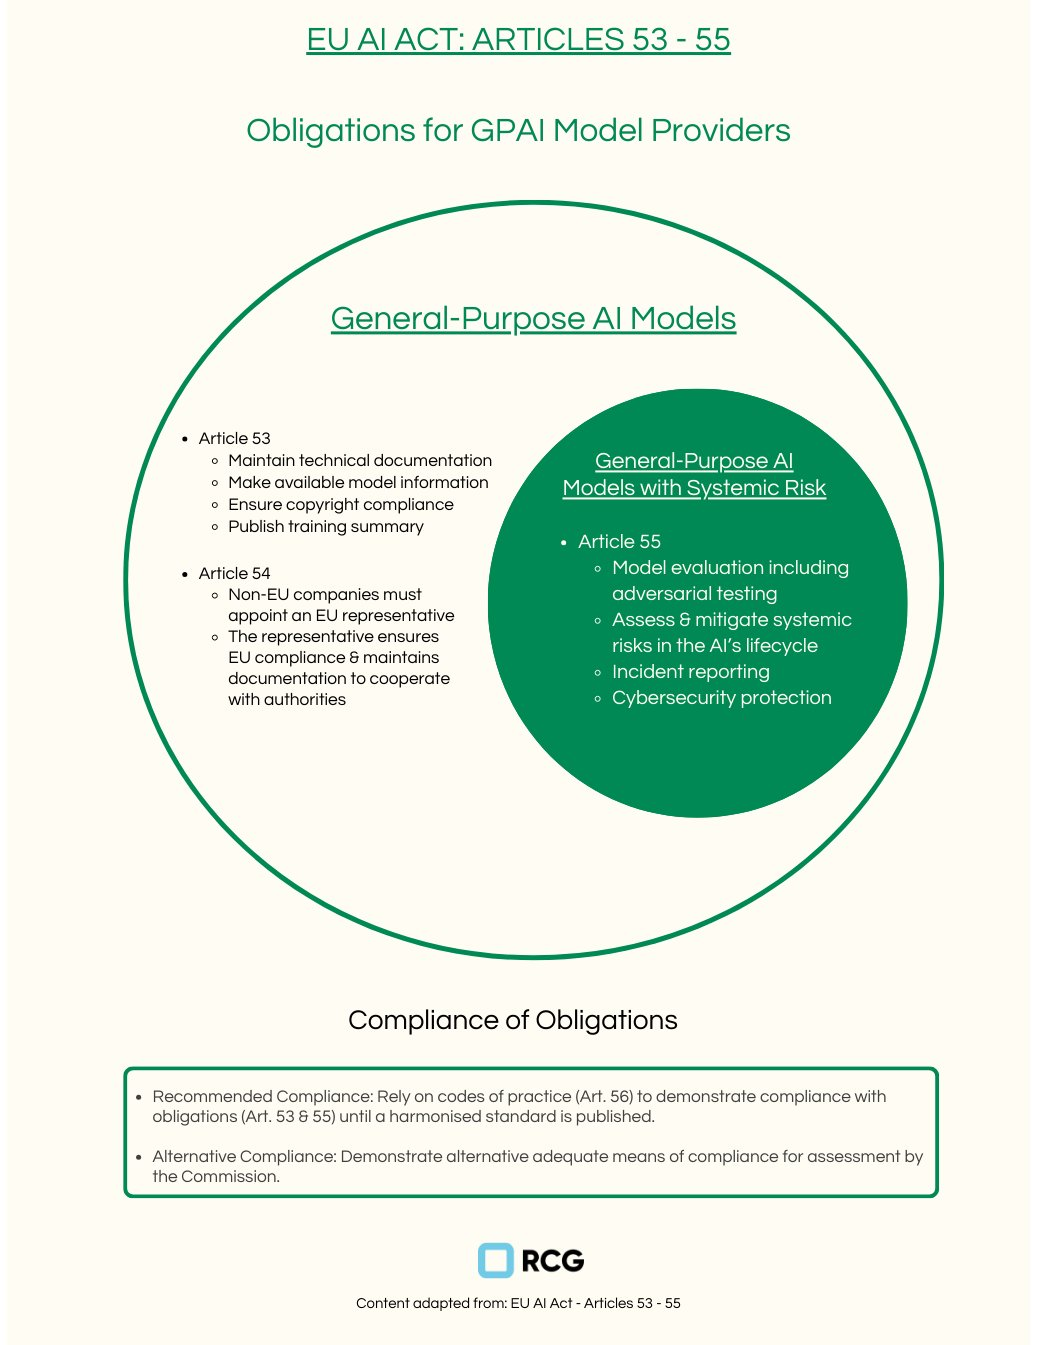 EU AI ACT: ARTICLES 53 - 55
Obligations for GPAI Model Providers
General-Purpose AI Models
• Article 53
◦ Maintain technical documentation
◦ Make available model information
◦ Ensure copyright compliance
◦ Publish training summary
• Article 54
◦ Non-EU companies must
appoint an EU representative
◦ The representative ensures
EU compliance & maintains
documentation to cooperate
with authorities
General-Purpose AI
Models with Systemic Risk
• Article 55
◦ Model evaluation including
adversarial testing
◦ Assess & mitigate systemic
risks in the AI’s lifecycle
◦ Incident reporting
◦ Cybersecurity protection
Compliance of Obligations
• Recommended Compliance: Rely on codes of practice (Art. 56) to demonstrate compliance with
obligations (Art. 53 & 55) until a harmonised standard is published.
• Alternative Compliance: Demonstrate alternative adequate means of compliance for assessment by
the Commission.
RCG
Content adapted from: EU AI Act - Articles 53 - 55